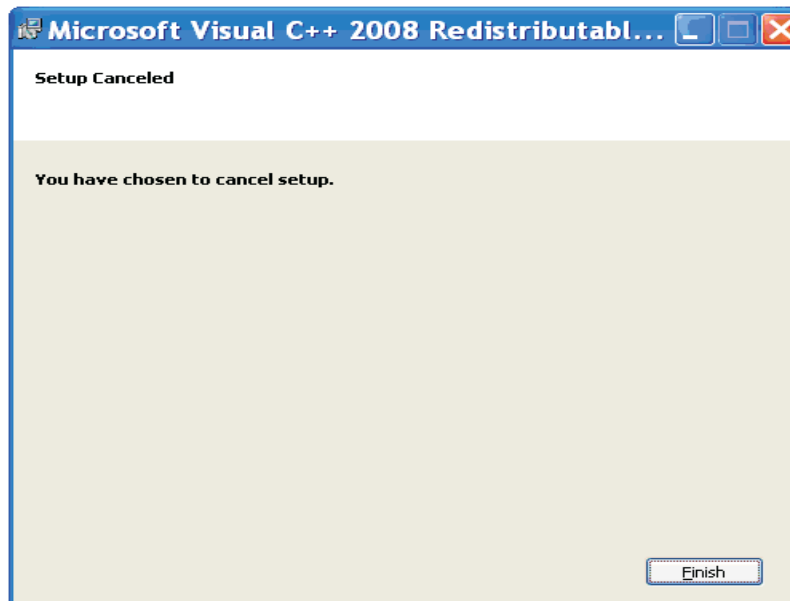 Microsoft Visual C++ 2008 Redistributabl...
Setup Canceled
You have chosen to cancel setup.
Finish